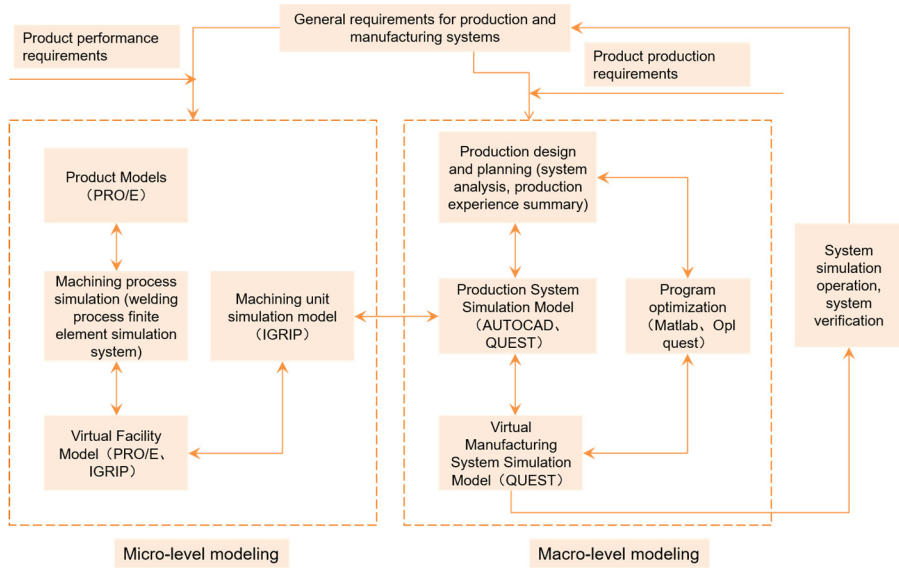 General requirements for production and
manufacturing systems
Product performance
requirements
Product production
requirements
Product Models
（PRO/E）
Machining process
simulation (welding
process finite
element simulation
system)
Virtual Facility
Model（PRO/E、
IGRIP）
Machining unit
simulation model
（IGRIP）
Production design
and planning (system
analysis, production
experience summary)
Production System
Simulation Model
（AUTOCAD、
QUEST）
Virtual
Manufacturing
System Simulation
Model（QUEST）
Program
optimization
（Matlab、Opl
quest）
System
simulation
operation,
system
verification
Micro-level modeling
Macro-level modeling